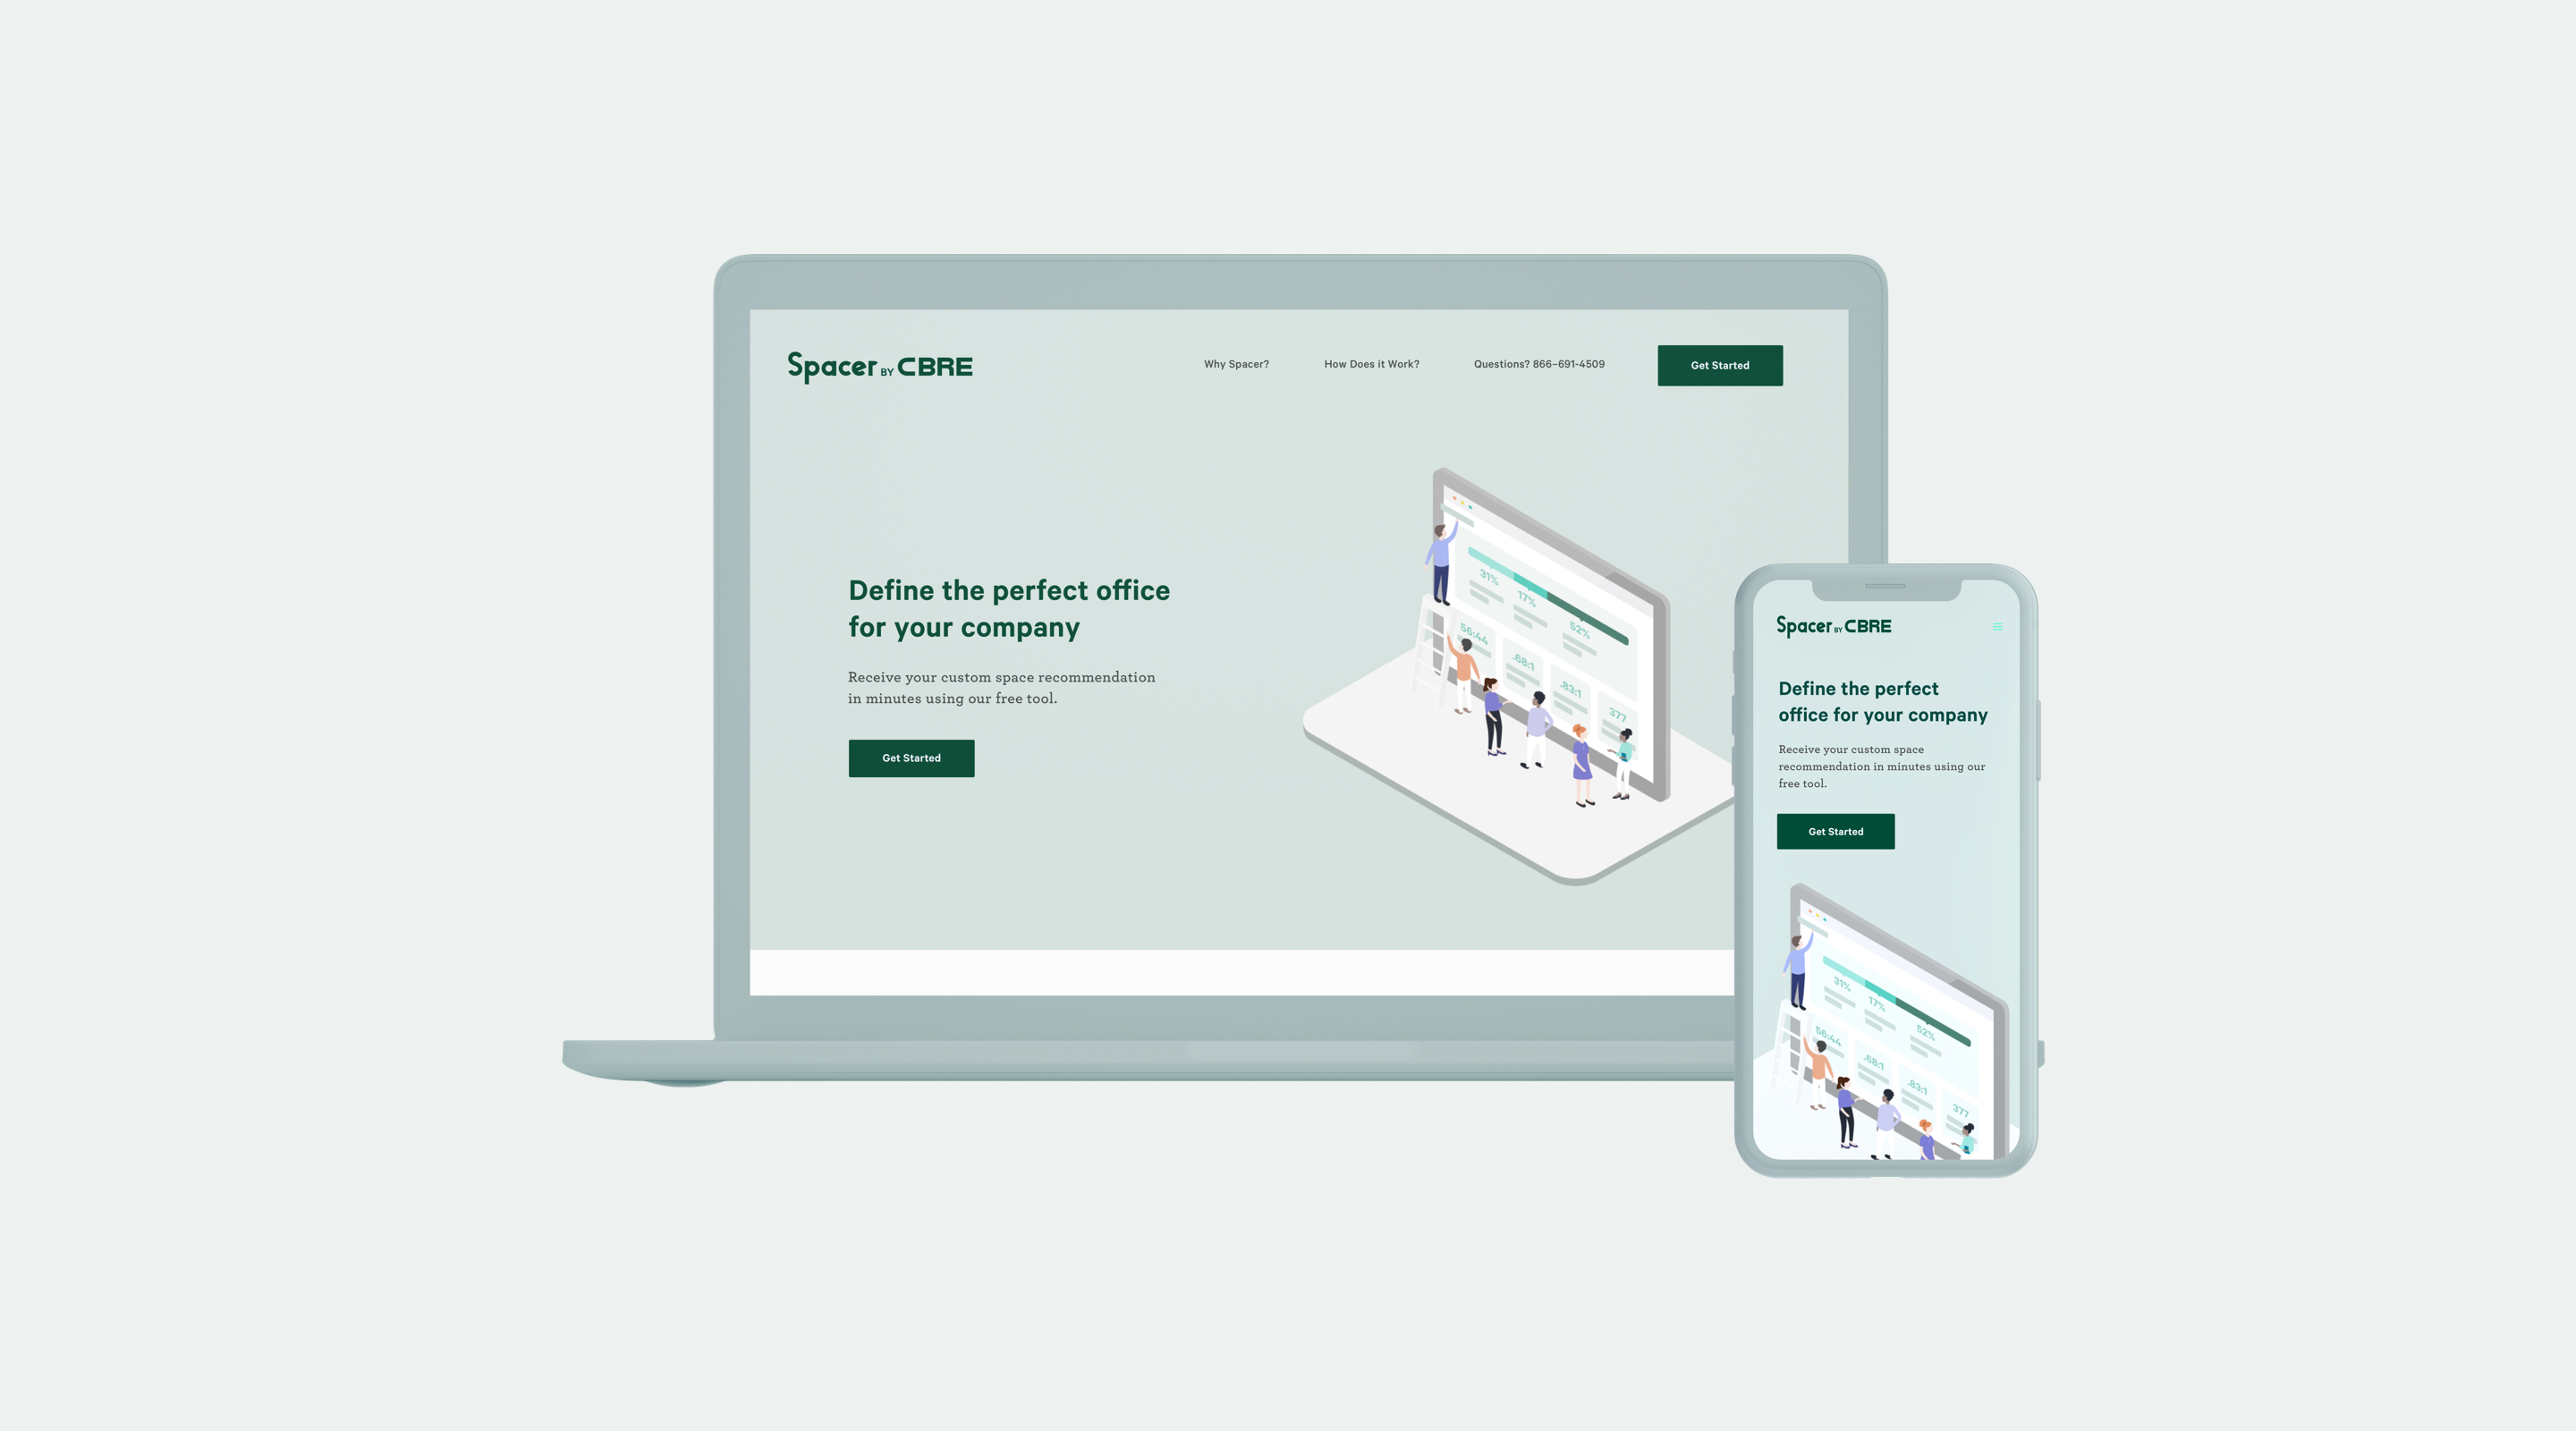 Spacer BY CBRE
Why Spacer?
How Does it Work?
Questions? 866-691-4509
Get Started
Define the perfect office
for your company
Receive your custom space recommendation
in minutes using our free tool.
Get Started
31%
17%
52%
56:44
.68:1
.83:1
377
Spacer BY CBRE
Define the perfect
office for your company
Receive your custom space
recommendation in minutes using our
free tool.
Get Started
31%
17%
52%
56:44
.68:1
.83:1
377